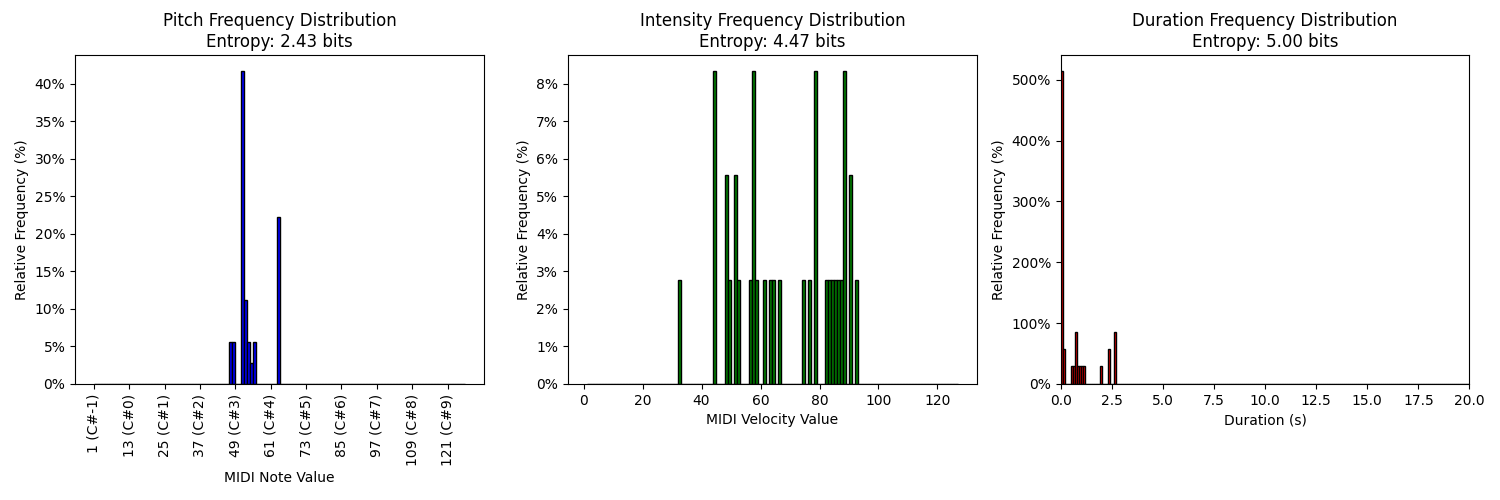 Pitch Frequency Distribution
Entropy: 2.43 bits
40%
35%
30%
25%
20%
15%
10%
5%
0%
Relative Frequency (%)
1 (C#-1)
13 (C#0)
25 (C#1)
37 (C#2)
49 (C#3)
61 (C#4)
73 (C#5)
85 (C#6)
97 (C#7)
109 (C#8)
121 (C#9)
MIDI Note Value
Intensity Frequency Distribution
Entropy: 4.47 bits
8%
7%
6%
5%
4%
3%
2%
1%
0%
Relative Frequency (%)
0
20
40
60
80
100
120
MIDI Velocity Value
Duration Frequency Distribution
Entropy: 5.00 bits
500%
400%
300%
200%
100%
0%
Relative Frequency (%)
0.0
2.5
5.0
7.5
10.0
12.5
15.0
17.5
20.0
Duration (s)